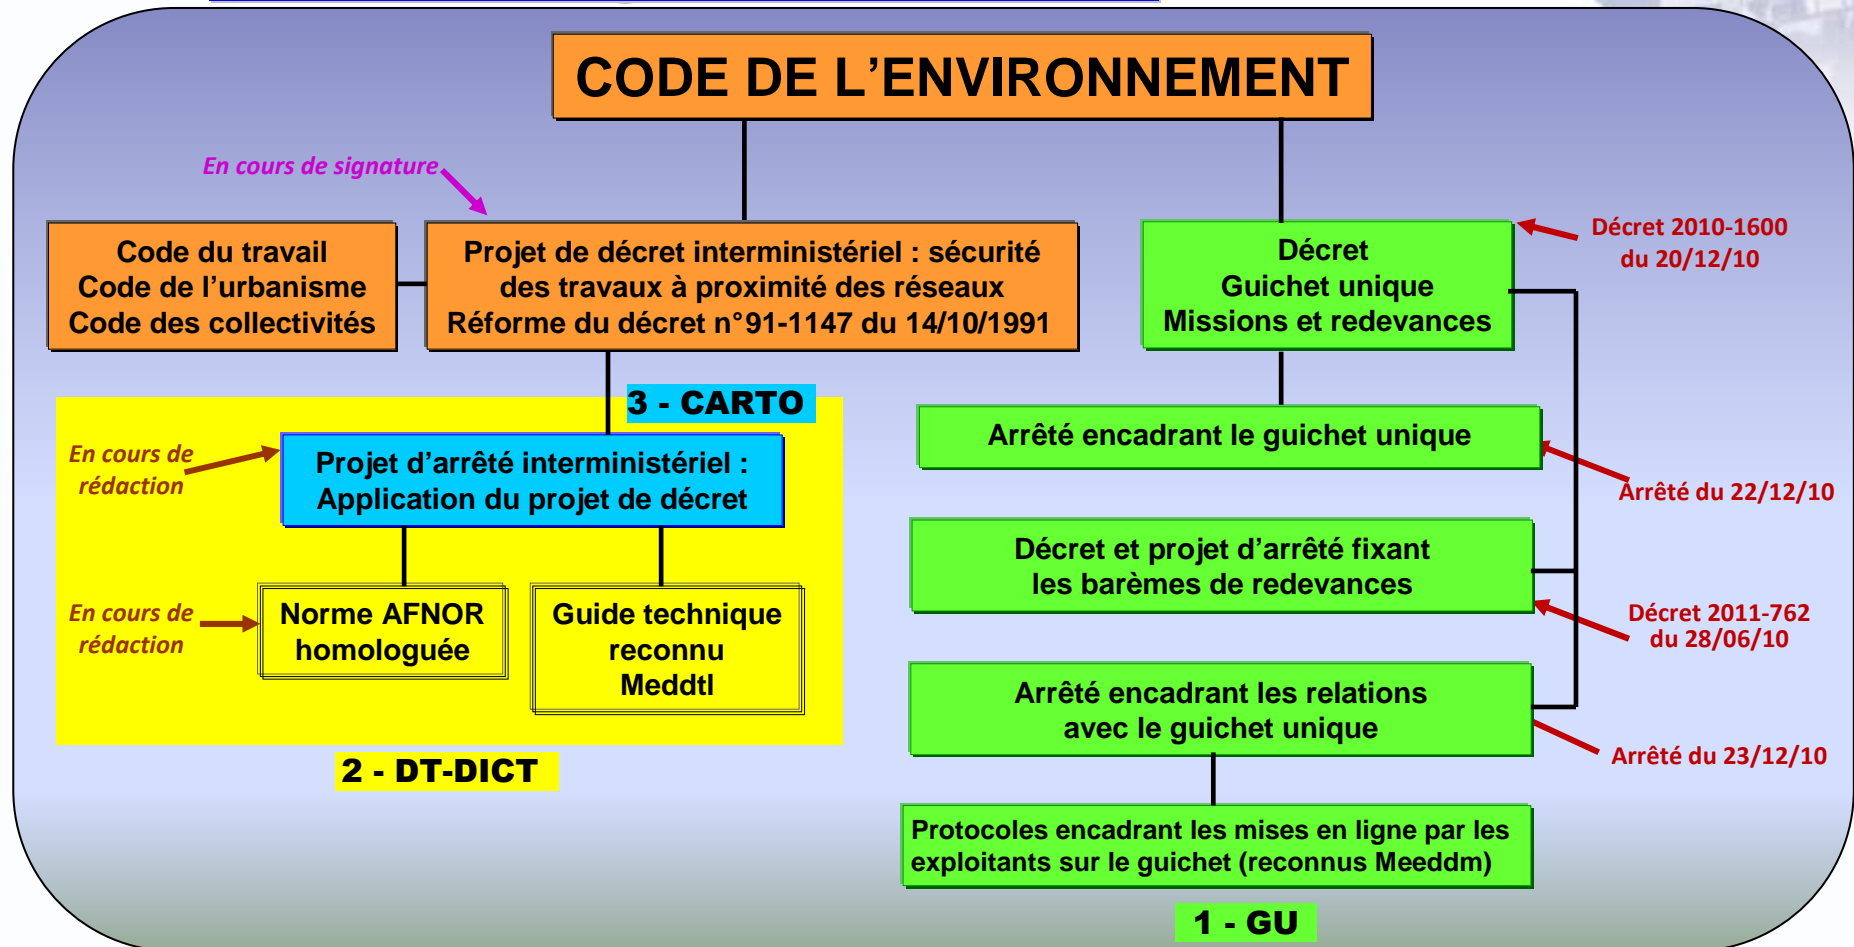 CODE DE L’ENVIRONNEMENT
En cours de signature
Code du travail
Code de l’urbanisme
Code des collectivités
Projet de décret interministériel : sécurité
des travaux à proximité des réseaux
Réforme du décret n°91-1147 du 14/10/1991
Décret
Guichet unique
Missions et redevances
Décret 2010-1600
du 20/12/10
3 - CARTO
En cours de
rédaction
Projet d’arrêté interministériel :
Application du projet de décret
Arrêté encadrant le guichet unique
Arrêté du 22/12/10
Décret et projet d’arrêté fixant
les barèmes de redevances
Décret 2011-762
du 28/06/10
En cours de
rédaction
Norme AFNOR
homologuée
Guide technique
reconnu
Meddtl
Arrêté encadrant les relations
avec le guichet unique
Arrêté du 23/12/10
2 - DT-DICT
Protocoles encadrant les mises en ligne par les
exploitants sur le guichet (reconnus Meeddm)
1 - GU